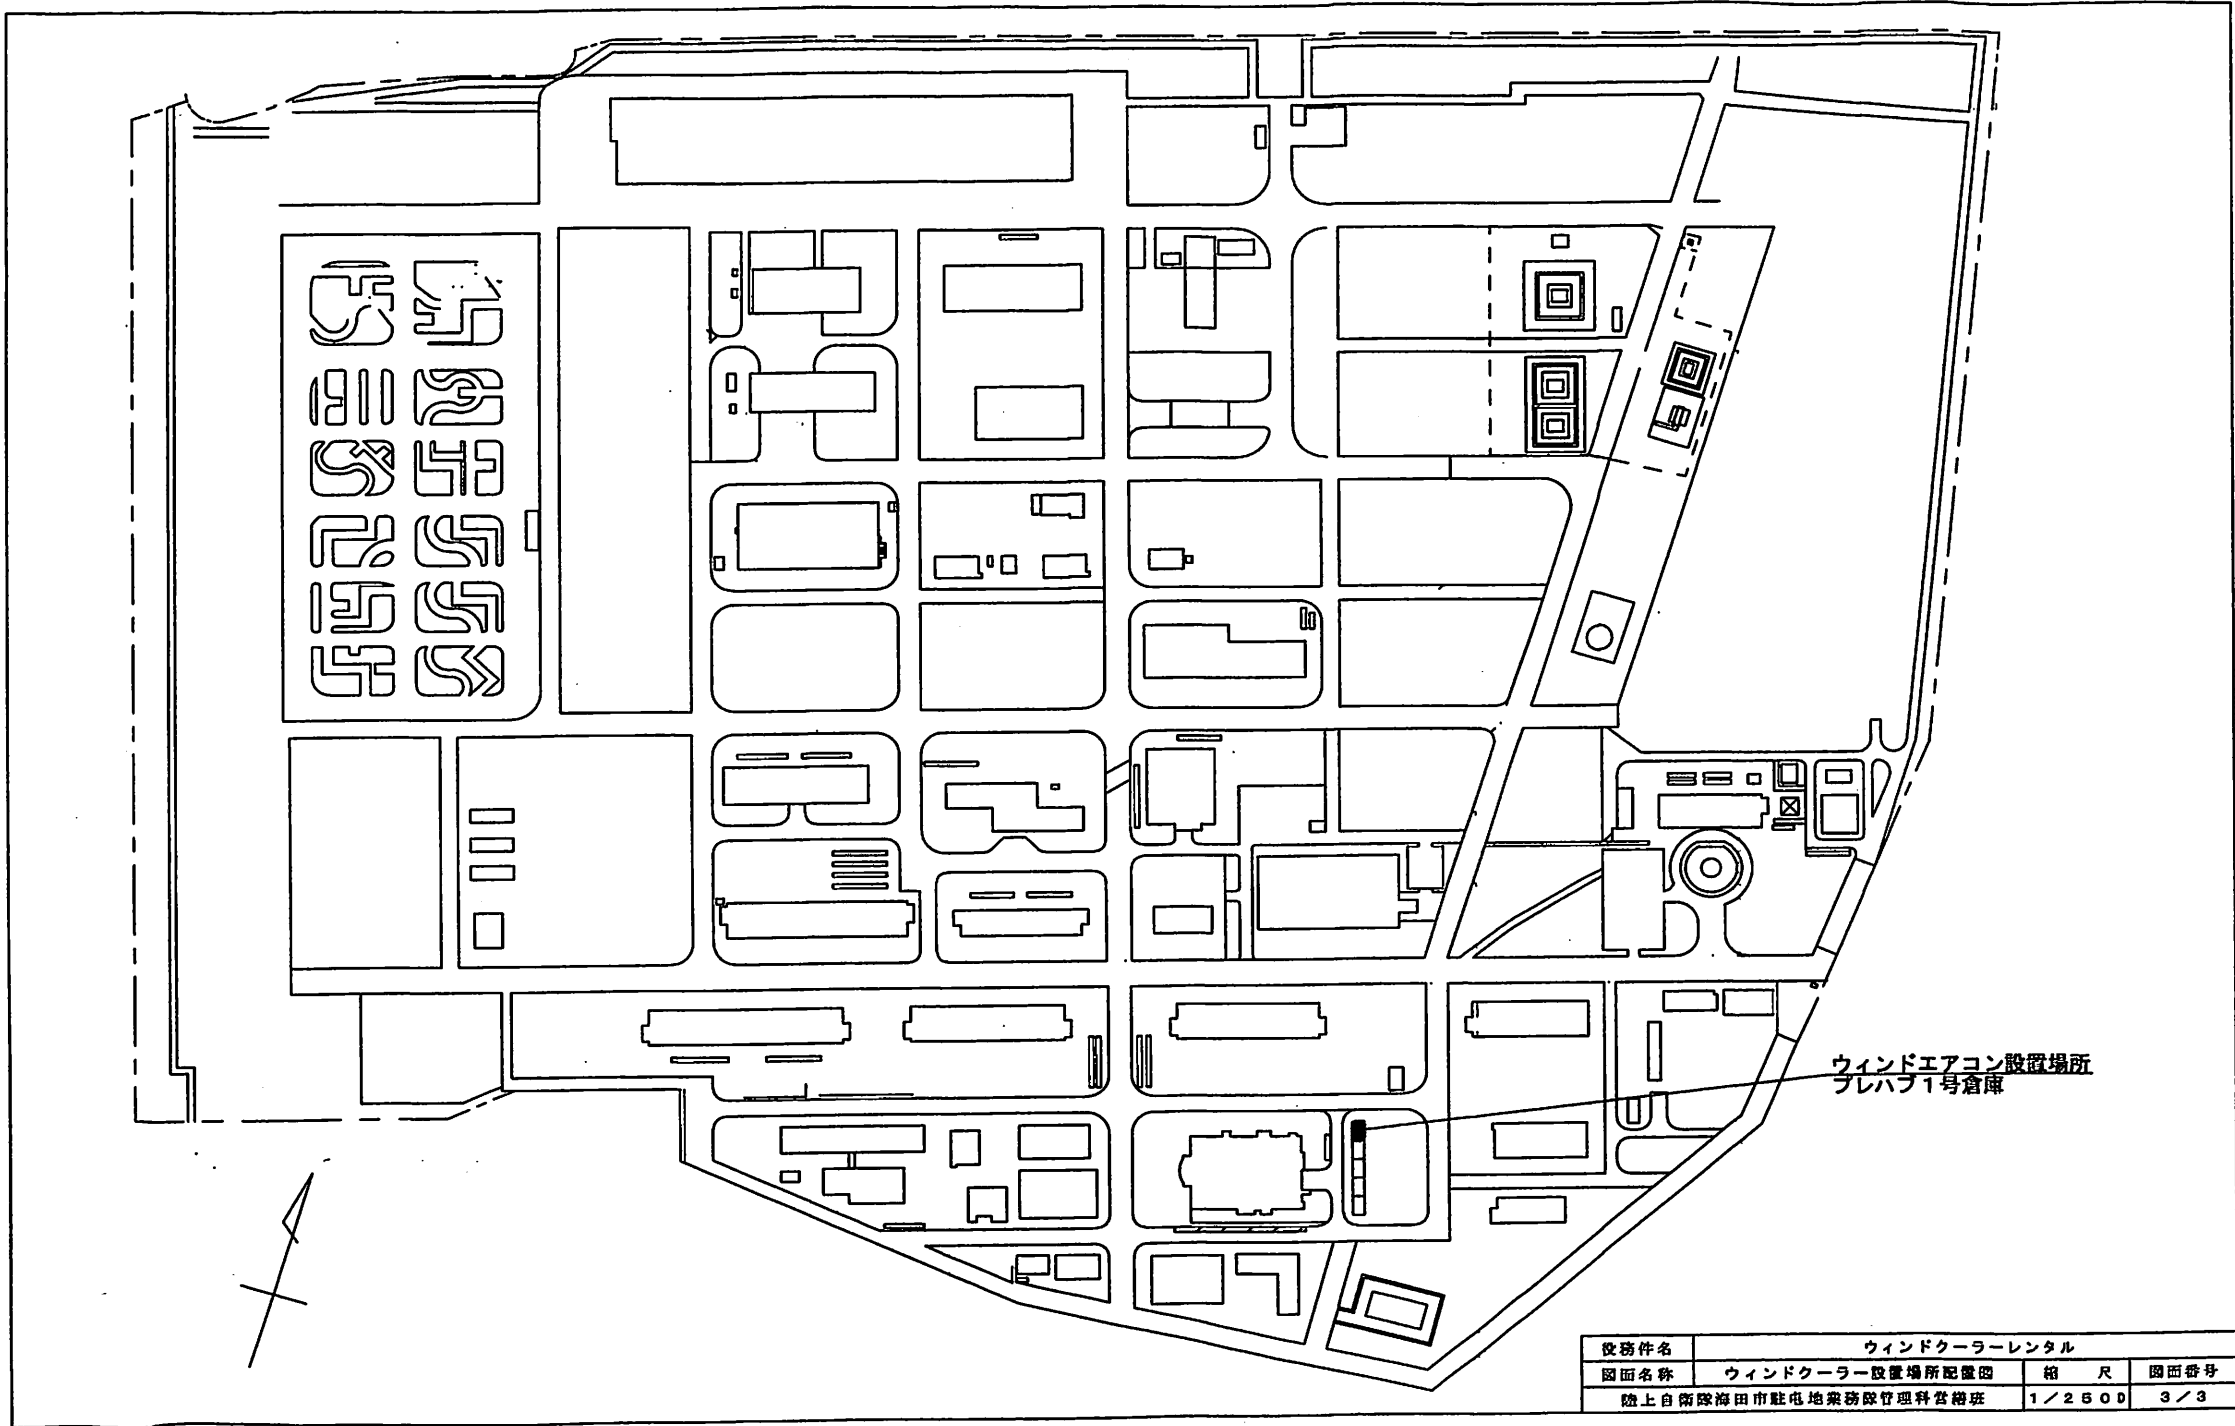 ウィンドエアコン設置場所
プレハブ1号倉庫
役務件名 ウィンドクーラーレンタル
図面名称 ウィンドクーラー設置場所配置図 縮 尺 図面番号
陸上自衛隊海田市駐屯地業務隊管理科営繕班 1/2500 3/3